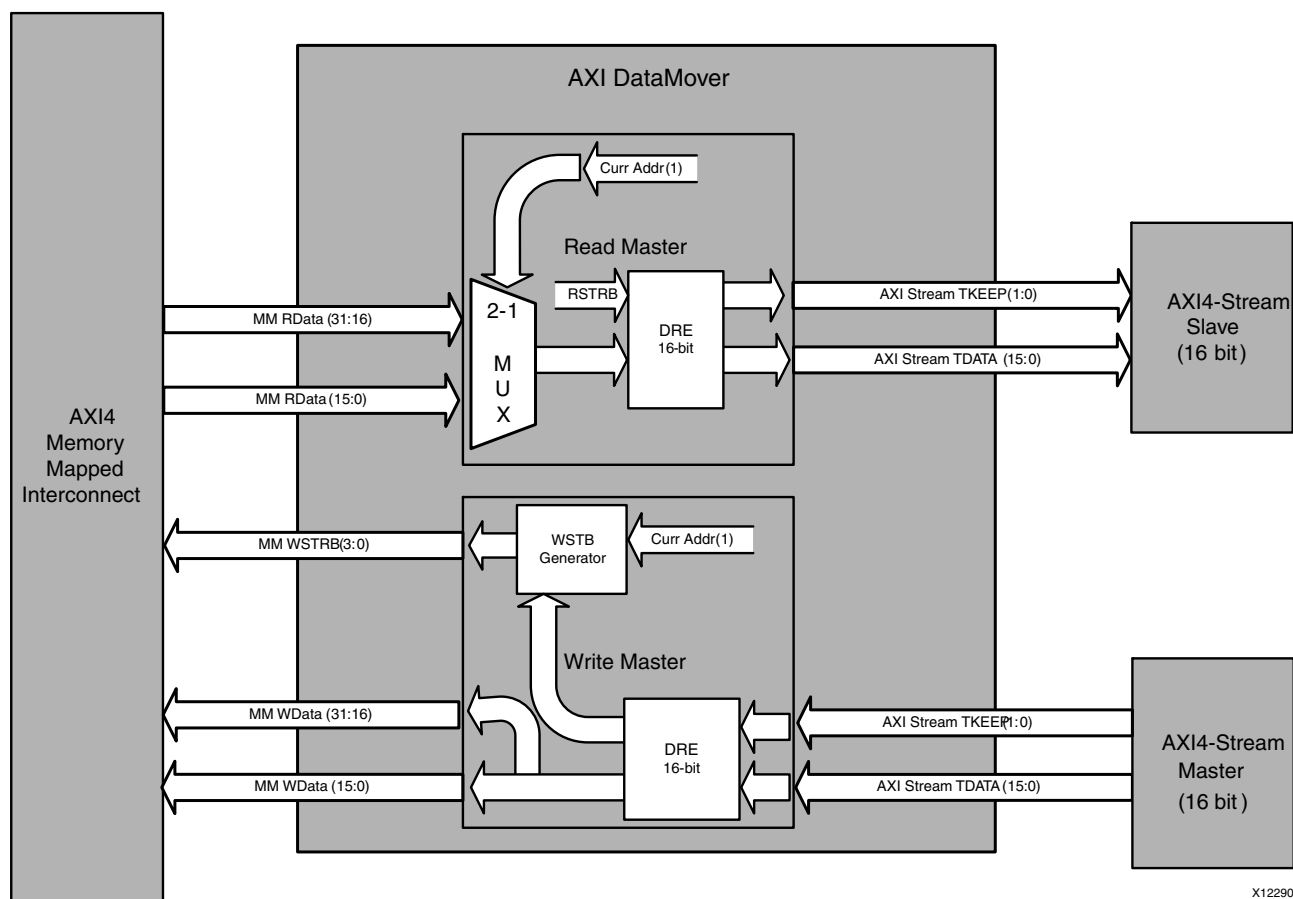 AXI DataMover
Curr Addr(1)
Read Master
RSTRB
2-1
M
U
X
DRE
16-bit
MM RData (31:16)
MM RData (15:0)
AXI Stream TKEEP(1:0)
AXI Stream TDATA (15:0)
AXI4-Stream
Slave
(16 bit)
AXI4
Memory
Mapped
Interconnect
MM WSTRB(3:0)
WSTB
Generator
Curr Addr(1)
Write Master
MM WData (31:16)
MM WData (15:0)
DRE
16-bit
AXI Stream TKEEP(1:0)
AXI Stream TDATA (15:0)
AXI4-Stream
Master
(16 bit)
X12290